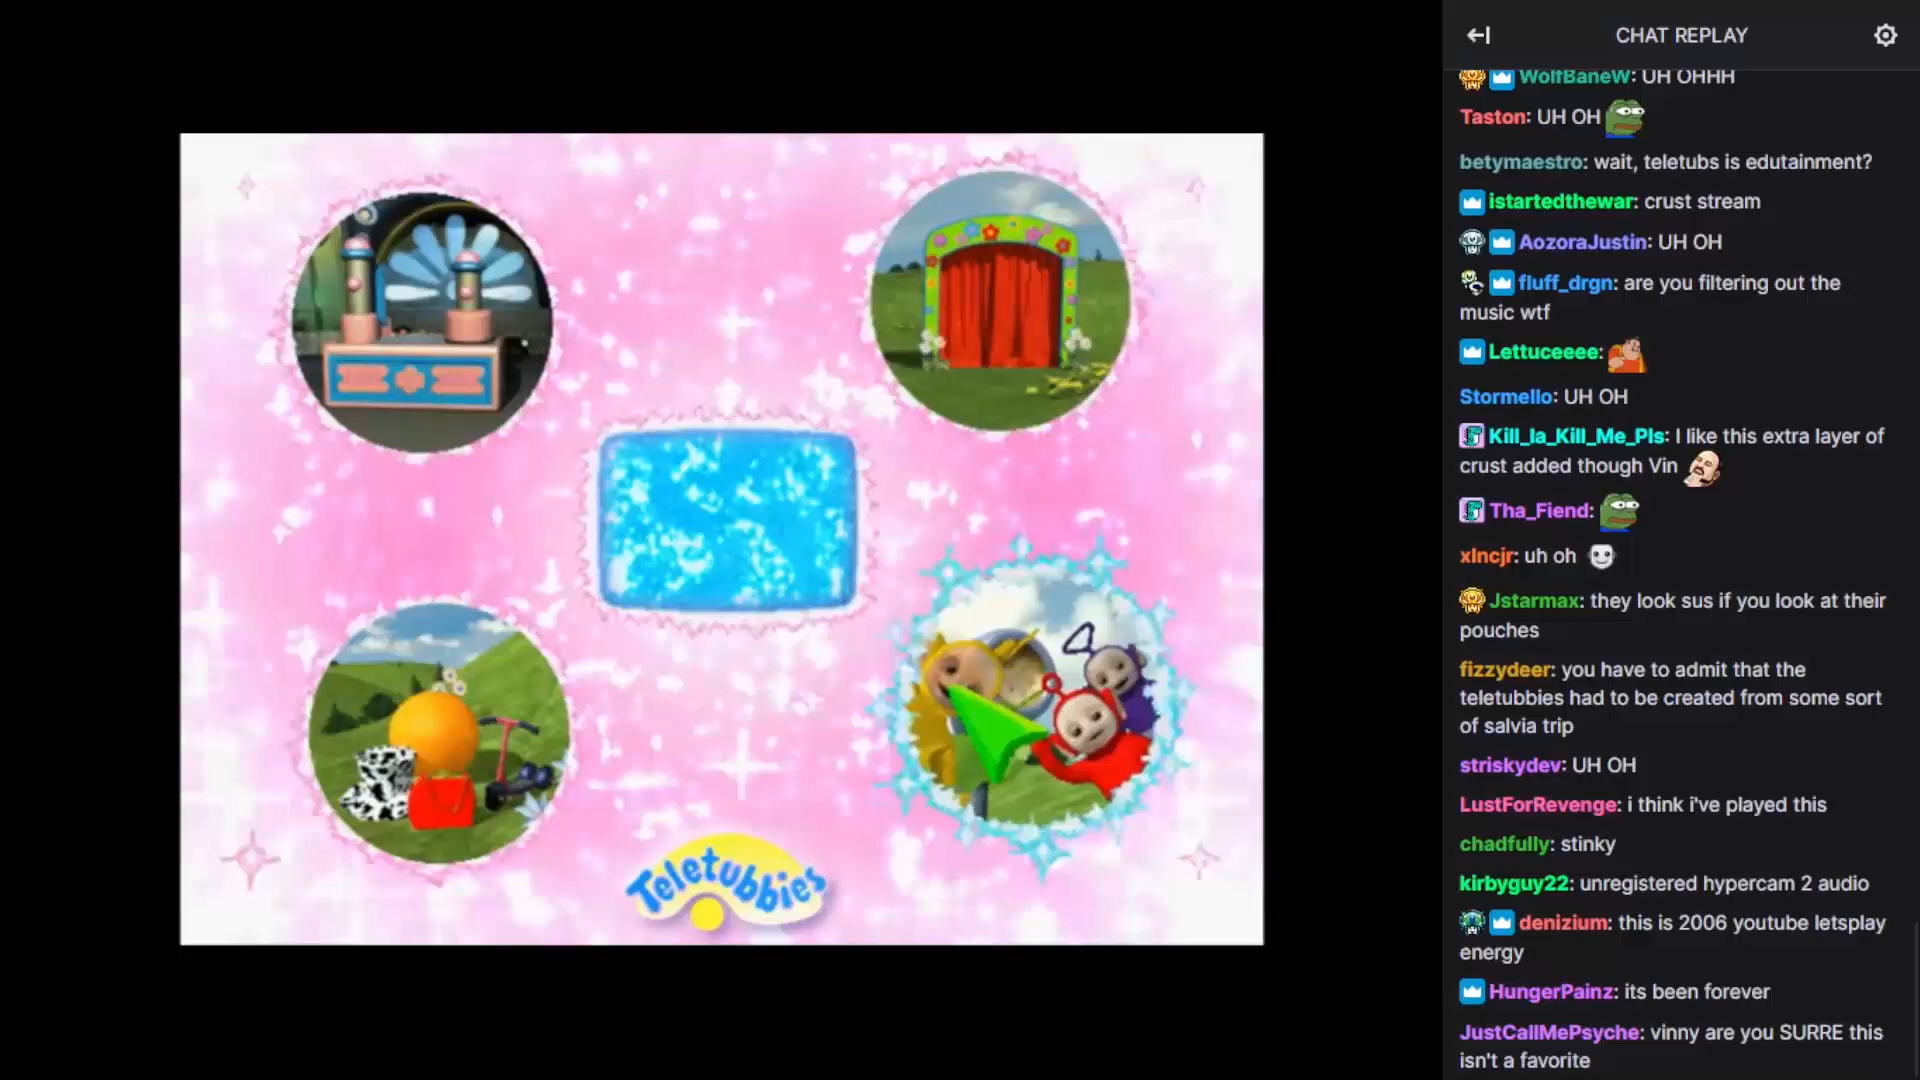 CHAT REPLAY
WolfBaneW: UH OHHH
Taston: UH OH
betymaestro: wait, teletubs is edutainment?
istartedthewar: crust stream
AozoraJustin: UH OH
fluff_drgn: are you filtering out the
music wtf
Lettuceeee:
Stormello: UH OH
Kill_la_Kill_Me_Pls: I like this extra layer of
crust added though Vin
Tha_Fiend:
xlncjr: uh oh
Jstarmax: they look sus if you look at their
pouches
fizzydeer: you have to admit that the
teletubbies had to be created from some sort
of salvia trip
striskydev: UH OH
LustForRevenge: i think i've played this
chadfully: stinky
kirbyguy22: unregistered hypercam 2 audio
denizium: this is 2006 youtube letsplay
energy
HungerPainz: its been forever
JustCallMePsyche: vinny are you SURRE this
isn't a favorite
Teletubbies